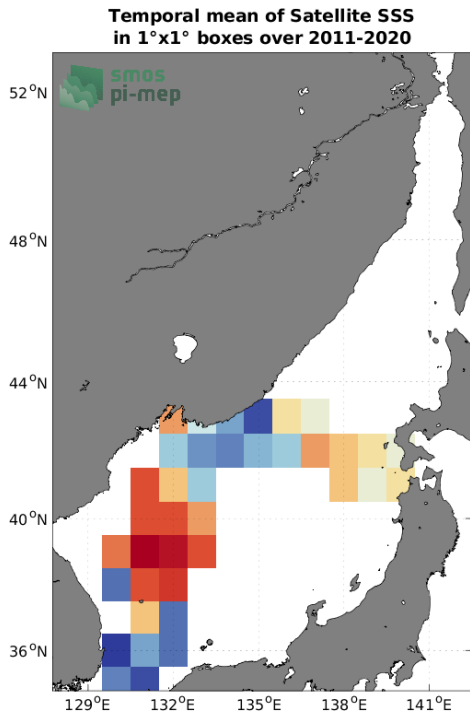 Temporal mean of Satellite SSS
in 1°x1° boxes over 2011-2020
smos
pi-mep
52°N
48°N
44°N
40°N
36°N
129°E 132°E 135°E 138°E 141°E